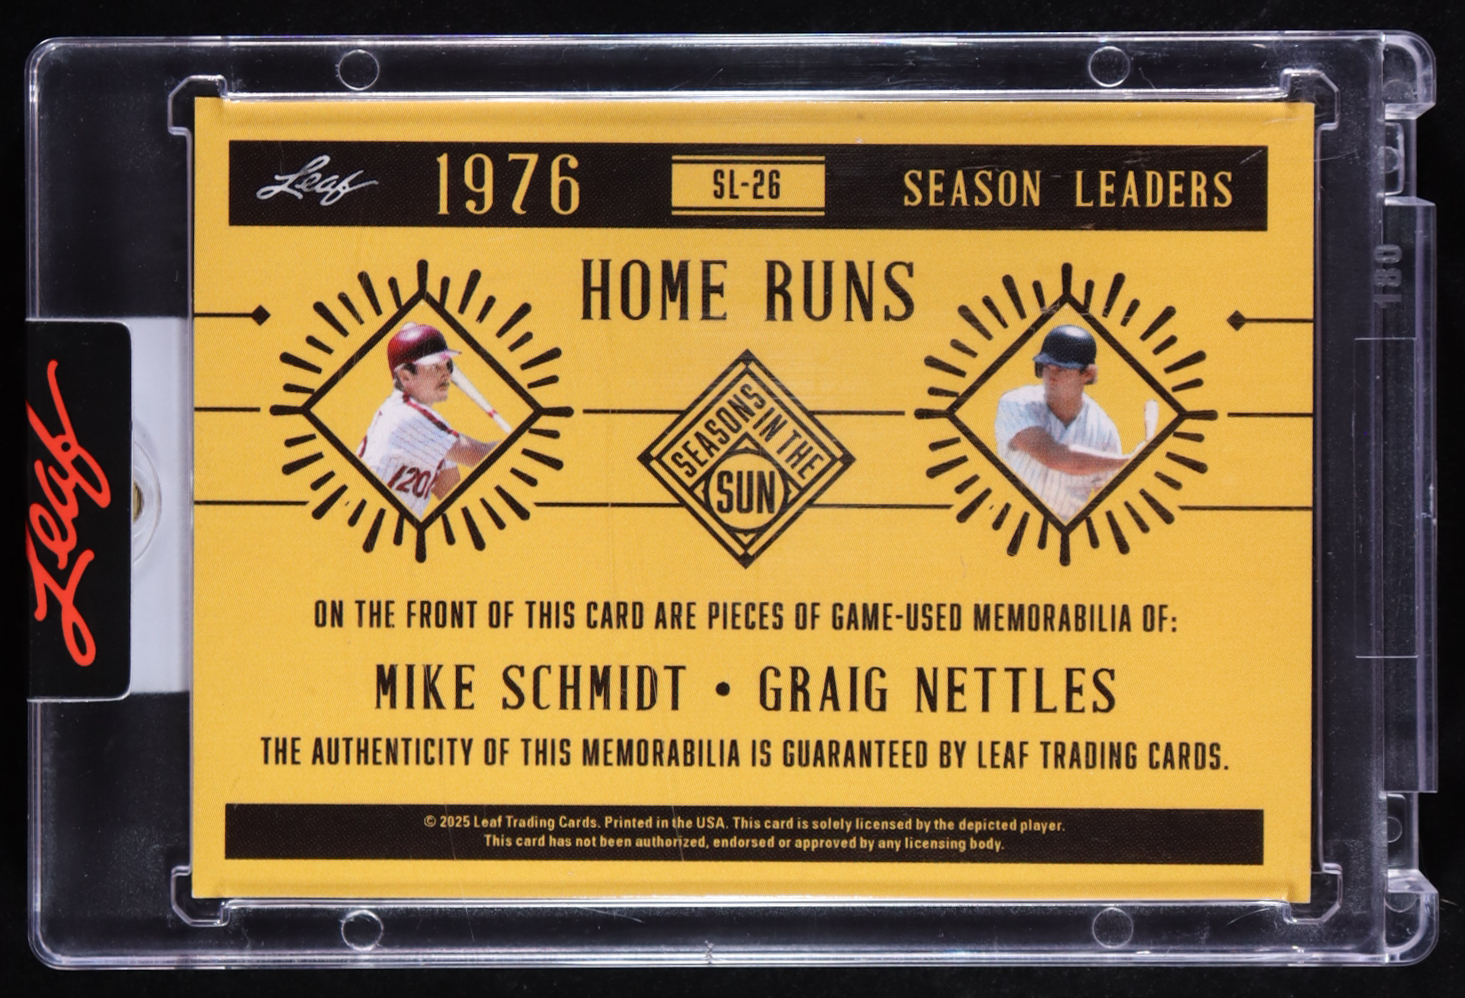 Leaf
1976
SL-26
SEASON LEADERS
HOME RUNS
SEASONS IN THE
SUN
180
Leaf
ON THE FRONT OF THIS CARD ARE PIECES OF GAME-USED MEMORABILIA OF:
MIKE SCHMIDT • GRAIG NETTLES
THE AUTHENTICITY OF THIS MEMORABILIA IS GUARANTEED BY LEAF TRADING CARDS.
© 2025 Leaf Trading Cards. Printed in the USA. This card is solely licensed by the depicted player.
This card has not been authorized, endorsed or approved by any licensing body.